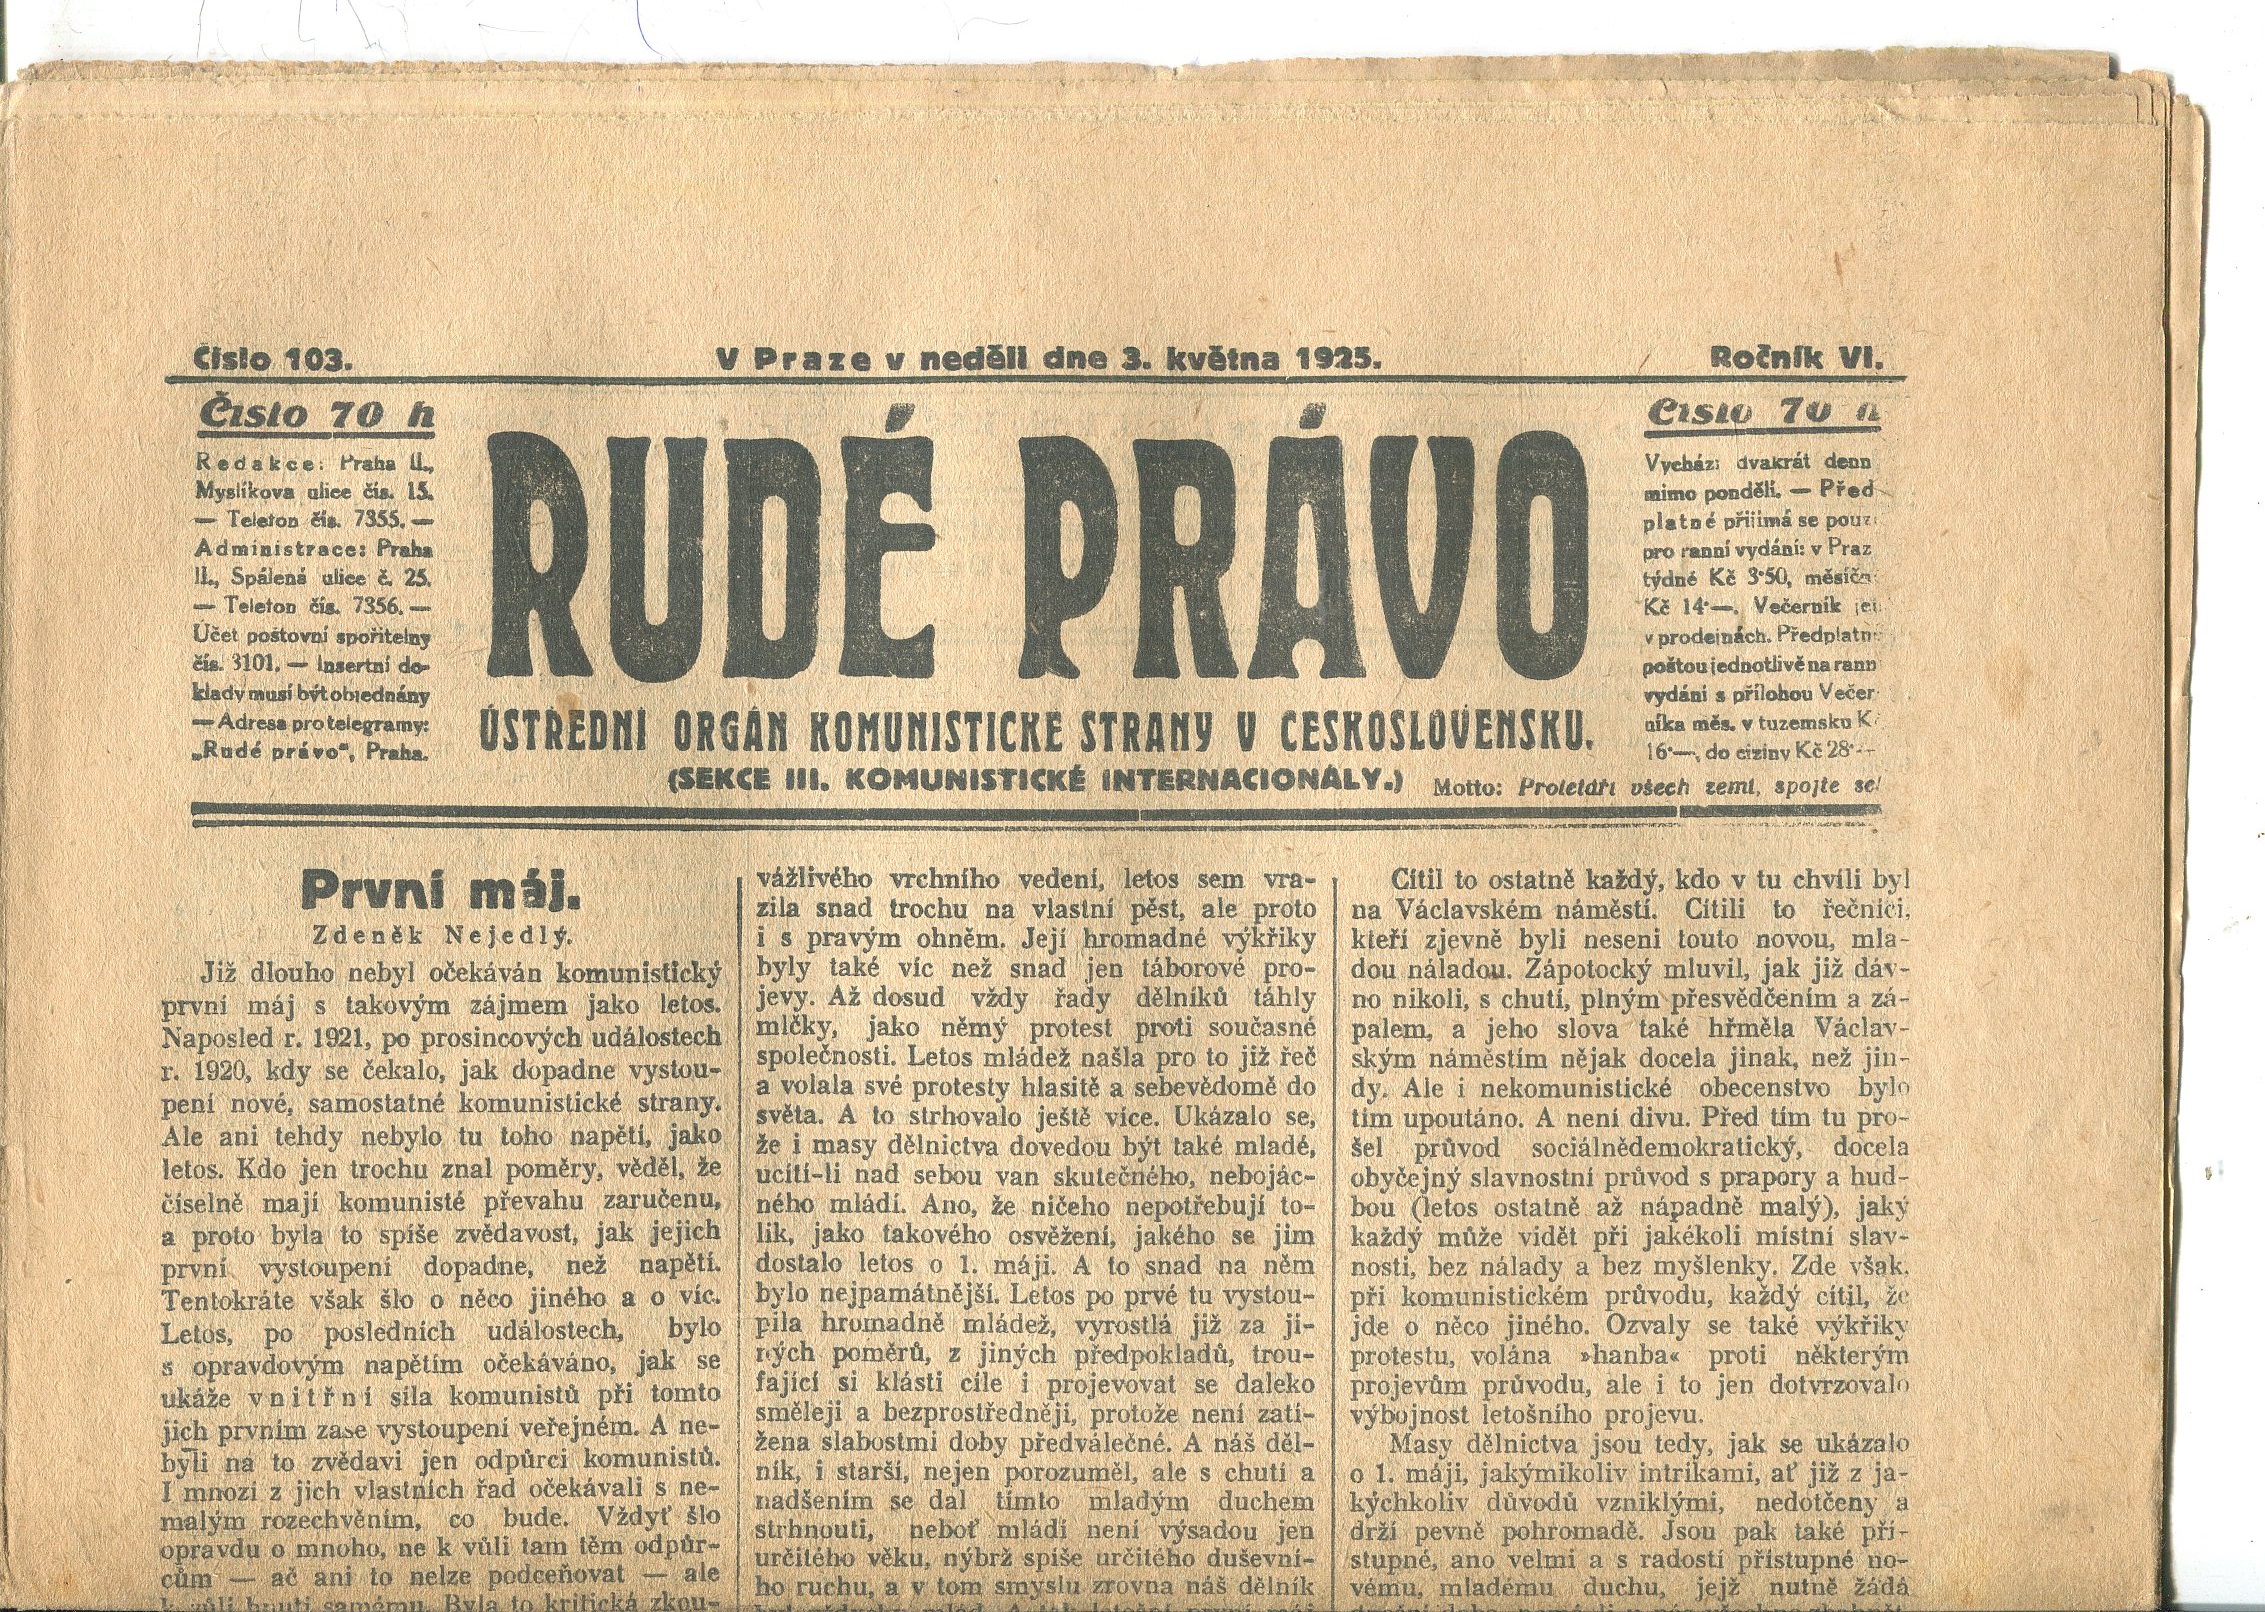 Číslo 103.
V Praze v neděli dne 3. května 1925.
Ročník VI.
Číslo 70 h
Redakce: Praha II.,
Myslíkova ulice čís. 15.
— Telefon čís. 7355. —
Administrace: Praha
II., Spálená ulice č. 25.
— Telefon čís. 7356. —
Účet poštovní spořitelny
čís. 3101. — Insertní do-
klady musí být objednány
— Adresa pro telegramy:
„Rudé právo", Praha.
RUDÉ PRÁVO
ÚSTŘEDNÍ ORGÁN KOMUNISTICKÉ STRANY V ČESKOSLOVENSKU.
(SEKCE III. KOMUNISTICKÉ INTERNACIONÁLY.)
Motto: Proletáři všech zemí, spojte se!
Číslo 70 h
Vychází dvakrát denn
mimo pondělí. — Před
platné přijímá se pouz
pro ranní vydání: v Praz
týdně Kč 3·50, měsíčn
Kč 14·—. Večerník jej
v prodejnách. Předplatn
poštou jednotlivě na rann
vydání s přílohou Večer
níka měs. v tuzemsku K
16·—, do ciziny Kč 28·—
První máj.
Zdeněk Nejedlý.
Již dlouho nebyl očekáván komunistický
první máj s takovým zájmem jako letos.
Naposled r. 1921, po prosincových událostech
r. 1920, kdy se čekalo, jak dopadne vystou-
pení nové, samostatné komunistické strany.
Ale ani tehdy nebylo tu toho napětí, jako
letos. Kdo jen trochu znal poměry, věděl, že
číselně mají komunisté převahu zaručenu,
a proto byla to spíše zvědavost, jak jejich
první vystoupení dopadne, než napětí.
Tentokráte však šlo o něco jiného a o víc.
Letos, po posledních událostech, bylo
s opravdovým napětím očekáváno, jak se
ukáže vnitřní síla komunistů při tomto
jich prvním zase vystoupení veřejném. A ne-
byli na to zvědavi jen odpůrci komunistů.
I mnozí z jich vlastních řad očekávali s ne-
malým rozechvěním, co bude. Vždyť šlo
opravdu o mnoho, ne k vůli tam těm odpůr-
cům — ač ani to nelze podceňovat — ale
k vůli hnutí samému. Byla to kritická zkou-
vážlivého vrchního vedení, letos sem vra-
zila snad trochu na vlastní pěst, ale proto
i s pravým ohněm. Její hromadné výkřiky
byly také víc než snad jen táborové pro-
jevy. Až dosud vždy řady dělníků táhly
mlčky, jako němý protest proti současné
společnosti. Letos mládež našla pro to již řeč
a volala své protesty hlasitě a sebevědomě do
světa. A to strhovalo ještě více. Ukázalo se,
že i masy dělnictva dovedou být také mladé,
ucítí-li nad sebou van skutečného, nebojác-
ného mládí. Ano, že ničeho nepotřebují to-
lik, jako takového osvěžení, jakého se jim
dostalo letos o 1. máji. A to snad na něm
bylo nejpamátnější. Letos po prvé tu vystou-
pila hromadně mládež, vyrostlá již za ji-
ných poměrů, z jiných předpokladů, trou-
fající si klásti cíle i projevovat se daleko
směleji a bezprostředněji, protože není zatí-
žena slabostmi doby předválečné. A náš děl-
ník, i starší, nejen porozuměl, ale s chutí a
nadšením se dal tímto mladým duchem
strhnouti, neboť mládí není výsadou jen
určitého věku, nýbrž spíše určitého duševní-
ho ruchu, a v tom smyslu zrovna náš dělník
Cítil to ostatně každý, kdo v tu chvíli byl
na Václavském náměstí. Cítili to řečníci,
kteří zjevně byli neseni touto novou, mla-
dou náladou. Zápotocký mluvil, jak již dáv-
no nikoli, s chutí, plným přesvědčením a zá-
palem, a jeho slova také hřměla Václav-
ským náměstím nějak docela jinak, než jin-
dy. Ale i nekomunistické obecenstvo bylo
tím upoutáno. A není divu. Před tím tu pro-
šel průvod sociálnědemokratický, docela
obyčejný slavnostní průvod s prapory a hud-
bou (letos ostatně až nápadně malý), jaký
každý může vidět při jakékoli místní slav-
nosti, bez nálady a bez myšlenky. Zde však,
při komunistickém průvodu, každý cítil, že
jde o něco jiného. Ozvaly se také výkřiky
protestu, volána »hanba« proti některým
projevům průvodu, ale i to jen dotvrzovalo
výbojnost letošního projevu.
Masy dělnictva jsou tedy, jak se ukázalo
o 1. máji, jakýmikoliv intrikami, ať již z ja-
kýchkoliv důvodů vzniklými, nedotčeny a
drží pevně pohromadě. Jsou pak také pří-
stupné, ano velmi a s radostí přístupné no-
vému, mladému duchu, jejž nutně žádá